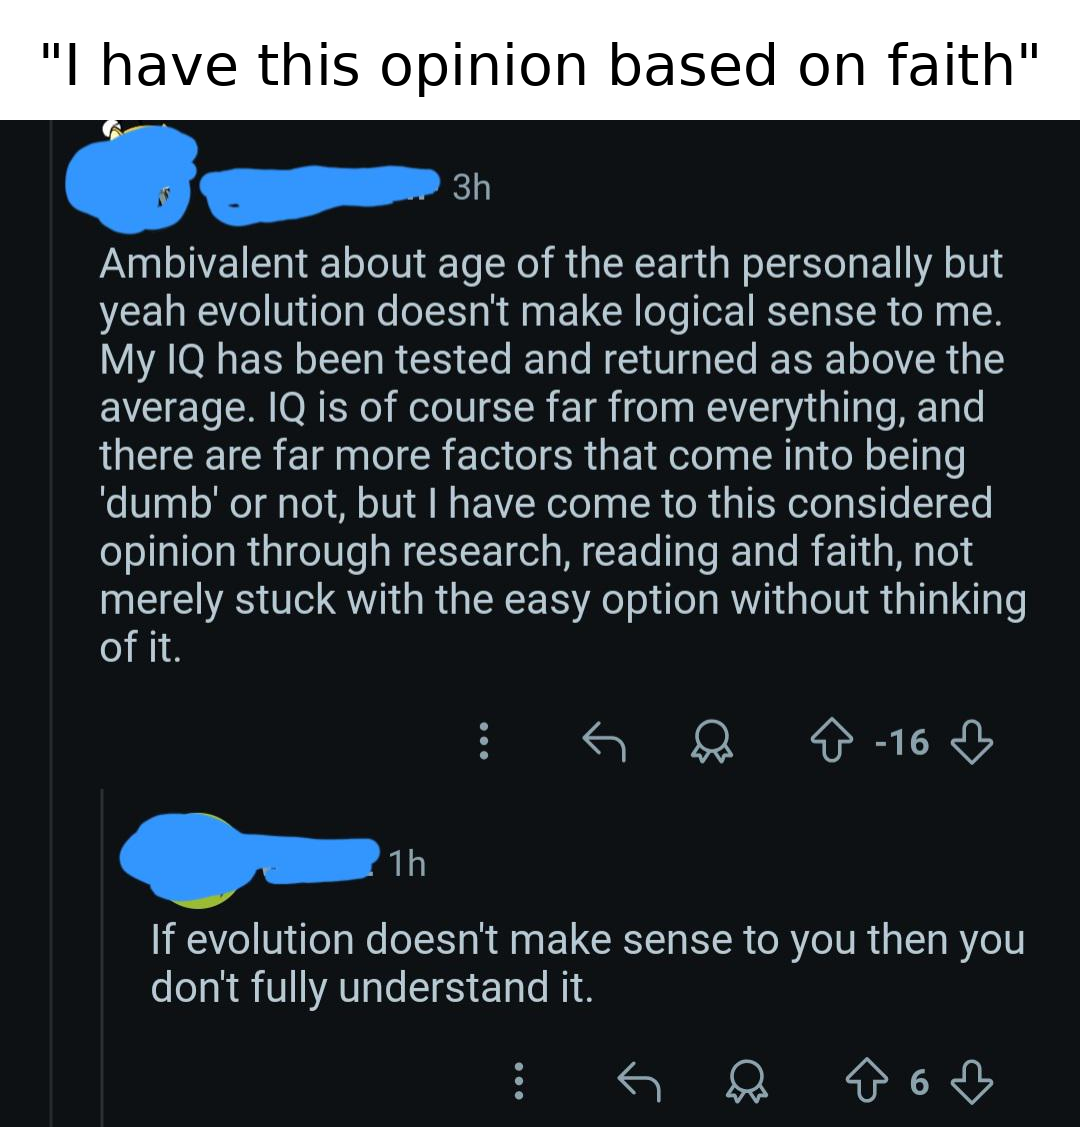 "I have this opinion based on faith"
3h
Ambivalent about age of the earth personally but
yeah evolution doesn't make logical sense to me.
My IQ has been tested and returned as above the
average. IQ is of course far from everything, and
there are far more factors that come into being
'dumb' or not, but I have come to this considered
opinion through research, reading and faith, not
merely stuck with the easy option without thinking
of it.
-16
1h
If evolution doesn't make sense to you then you
don't fully understand it.
6